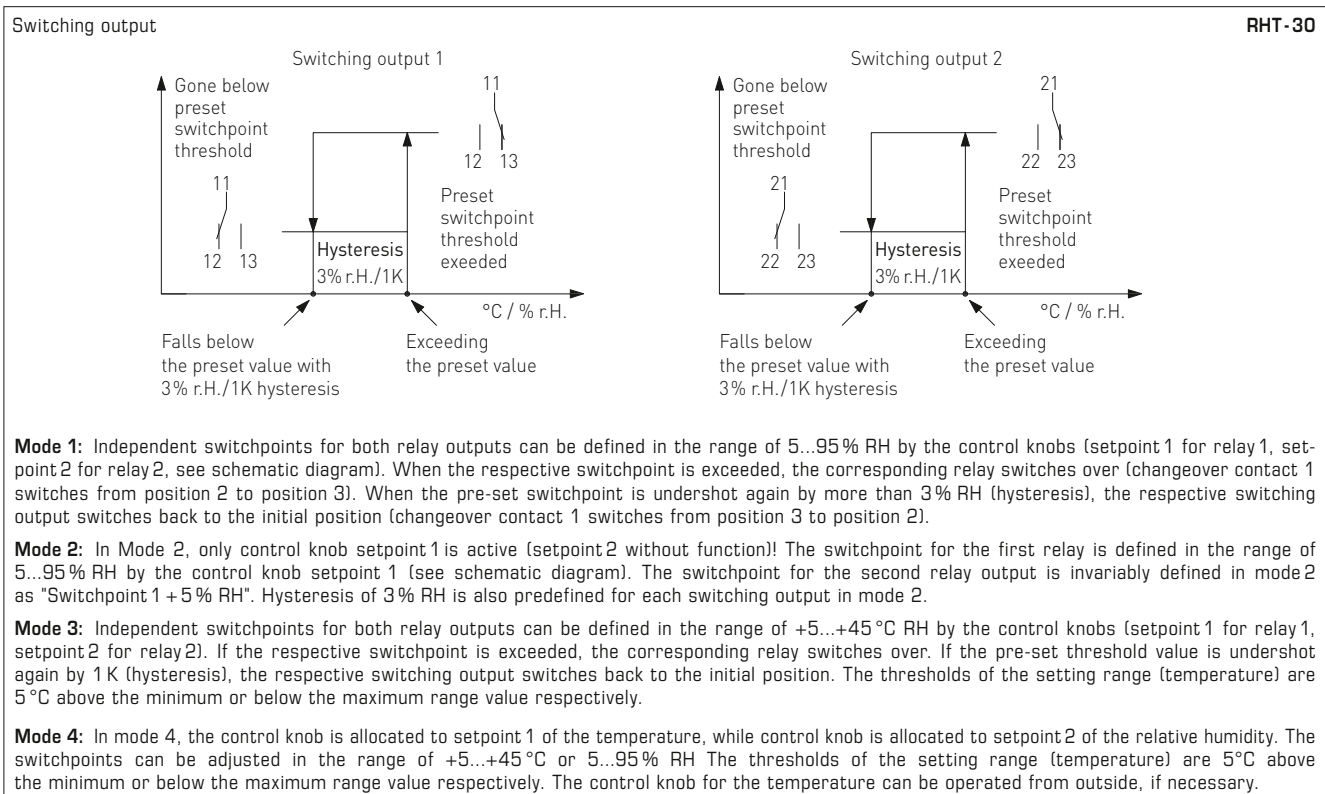 Switching output
RHT-30
Switching output 1
Gone below
preset
switchpoint
threshold
11
12 13
11
12 13
Preset
switchpoint
threshold
exeeded
Hysteresis
3% r.H./1K
°C / % r.H.
Falls below
the preset value with
3% r.H./1K hysteresis
Exceeding
the preset value
Switching output 2
Gone below
preset
switchpoint
threshold
21
22 23
21
22 23
Preset
switchpoint
threshold
exeeded
Hysteresis
3% r.H./1K
°C / % r.H.
Falls below
the preset value with
3% r.H./1K hysteresis
Exceeding
the preset value
Mode 1: Independent switchpoints for both relay outputs can be defined in the range of 5...95% RH by the control knobs (setpoint 1 for relay 1, set-
point 2 for relay 2, see schematic diagram). When the respective switchpoint is exceeded, the corresponding relay switches over (changeover contact 1
switches from position 2 to position 3). When the pre-set switchpoint is undershot again by more than 3% RH (hysteresis), the respective switching
output switches back to the initial position (changeover contact 1 switches from position 3 to position 2).
Mode 2: In Mode 2, only control knob setpoint 1 is active (setpoint 2 without function)! The switchpoint for the first relay is defined in the range of
5...95% RH by the control knob setpoint 1 (see schematic diagram). The switchpoint for the second relay output is invariably defined in mode 2
as "Switchpoint 1 + 5% RH". Hysteresis of 3% RH is also predefined for each switching output in mode 2.
Mode 3: Independent switchpoints for both relay outputs can be defined in the range of +5...+45 °C RH by the control knobs (setpoint 1 for relay 1,
setpoint 2 for relay 2). If the respective switchpoint is exceeded, the corresponding relay switches over. If the pre-set threshold value is undershot
again by 1 K (hysteresis), the respective switching output switches back to the initial position. The thresholds of the setting range (temperature) are
5 °C above the minimum or below the maximum range value respectively.
Mode 4: In mode 4, the control knob is allocated to setpoint 1 of the temperature, while control knob is allocated to setpoint 2 of the relative humidity. The
switchpoints can be adjusted in the range of +5...+45 °C or 5...95% RH The thresholds of the setting range (temperature) are 5°C above
the minimum or below the maximum range value respectively. The control knob for the temperature can be operated from outside, if necessary.